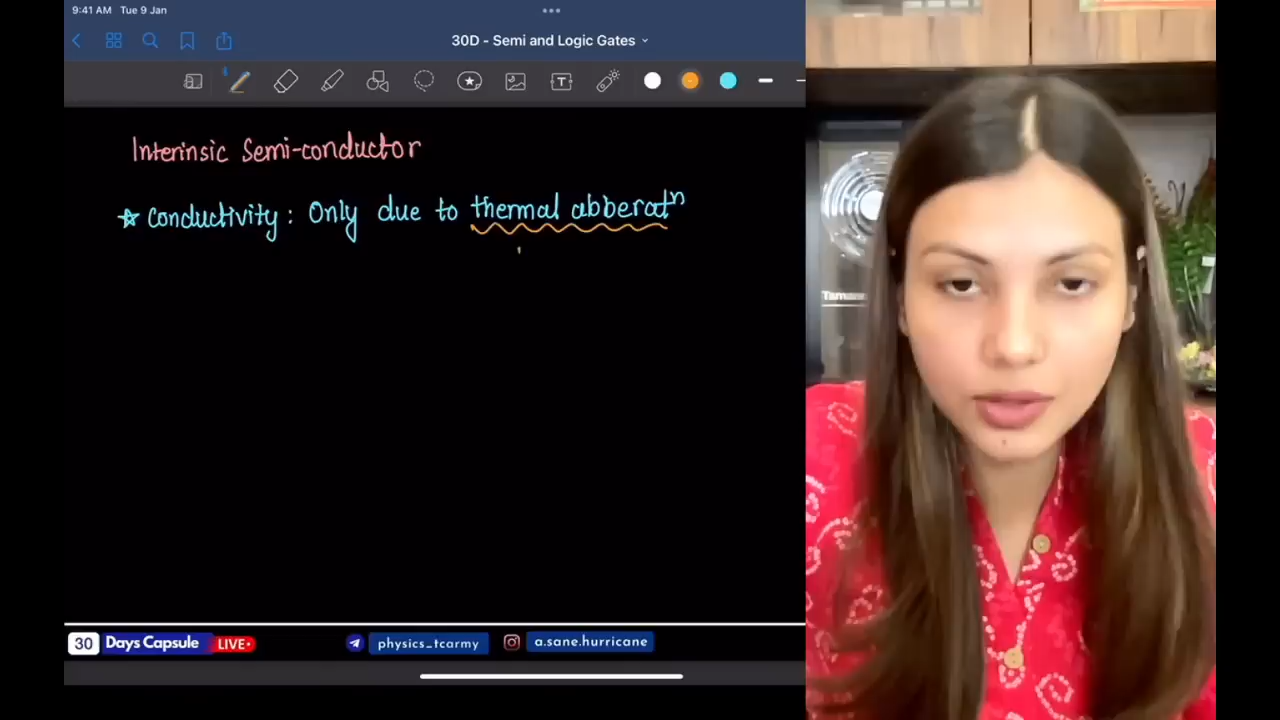 9:41 AM Tue 9 Jan
30D - Semi and Logic Gates
T
Interinsic Semi-conductor
☆ Conductivity: Only due to thermal abberatⁿ
30 Days Capsule LIVE
physics_tcarmy
a.sane.hurricane